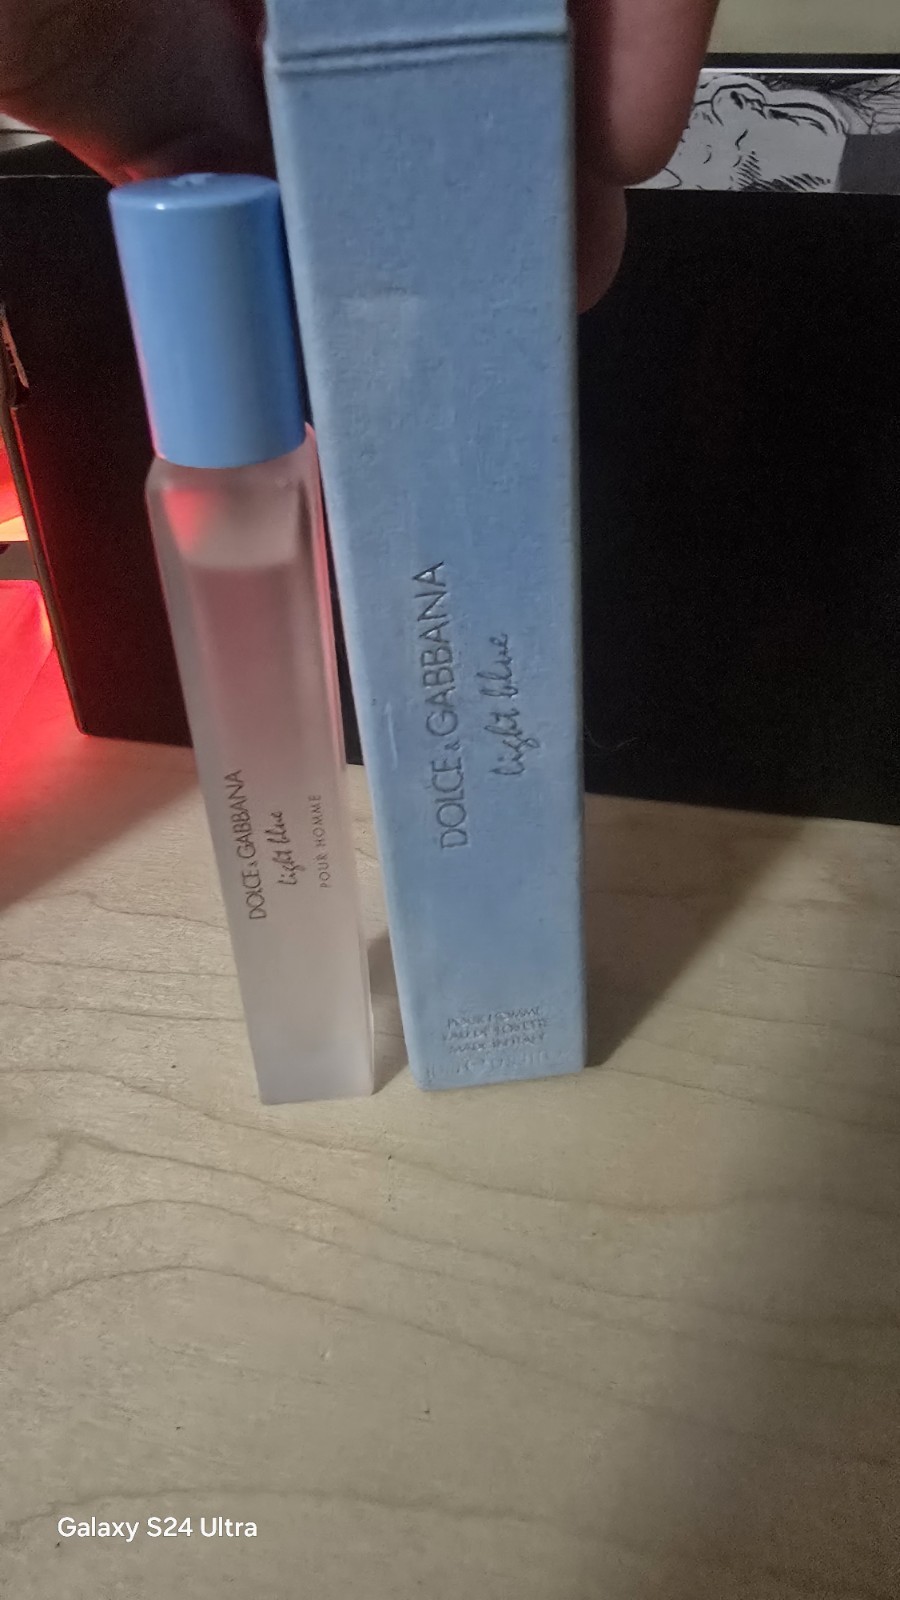 DOLCE & GABBANA
light blue
POUR HOMME
DOLCE & GABBANA
light blue
POUR HOMME
EAU DE TOILETTE
MADE IN ITALY
Galaxy S24 Ultra